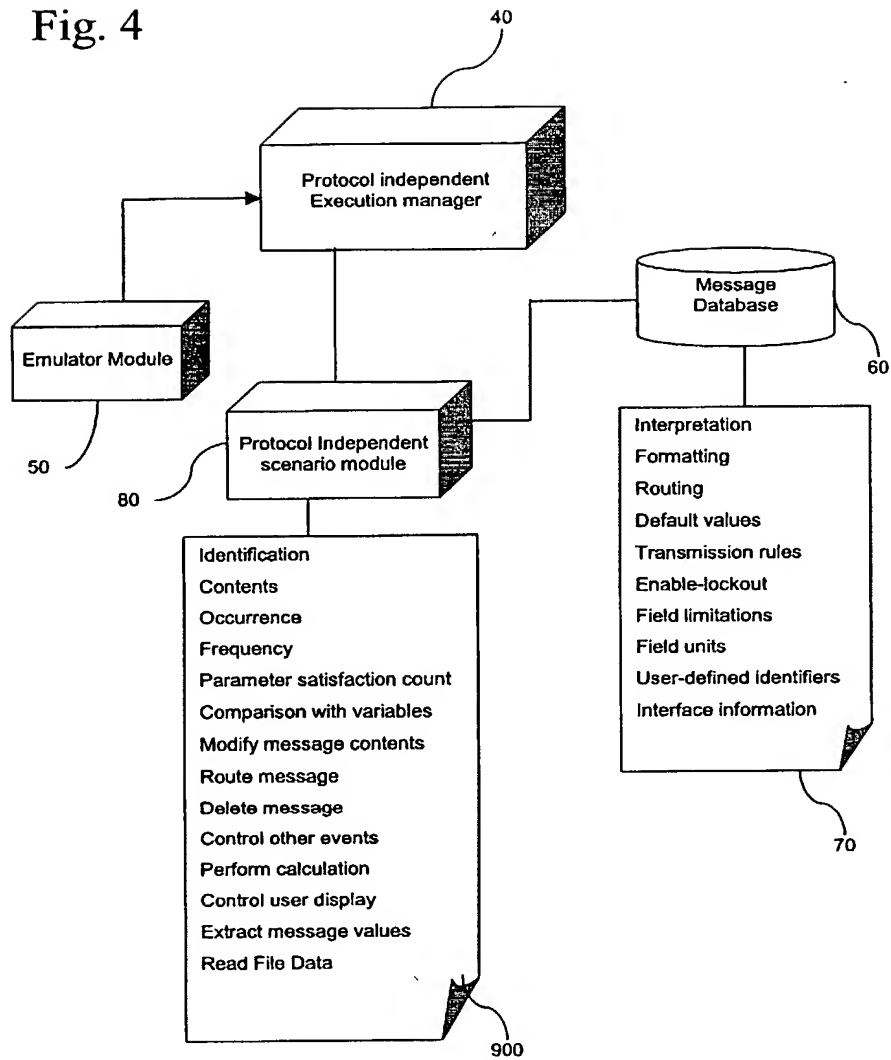 Fig. 4
40
Protocol independent
Execution manager
Message
Database
60
Emulator Module
50
Protocol Independent
scenario module
80
Interpretation
Formatting
Routing
Default values
Transmission rules
Enable-lockout
Field limitations
Field units
User-defined identifiers
Interface information
70
Identification
Contents
Occurrence
Frequency
Parameter satisfaction count
Comparison with variables
Modify message contents
Route message
Delete message
Control other events
Perform calculation
Control user display
Extract message values
Read File Data
900